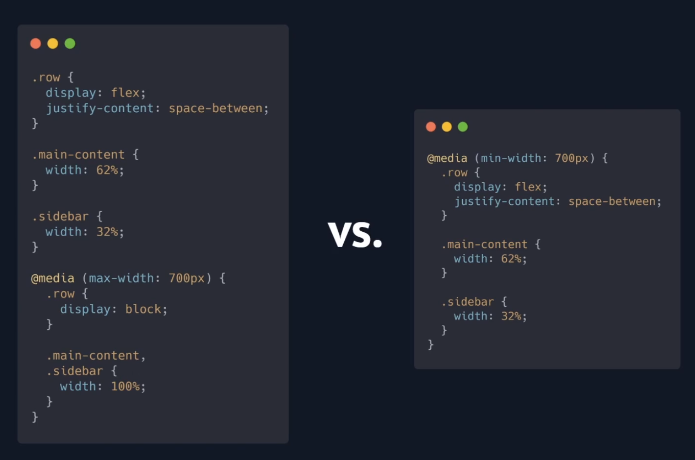 .row {
  display: flex;
  justify-content: space-between;
}
.main-content {
  width: 62%;
}
.sidebar {
  width: 32%;
}
@media (max-width: 700px) {
  .row {
    display: block;
  }
  .main-content,
  .sidebar {
    width: 100%;
  }
}
vs.
@media (min-width: 700px) {
  .row {
    display: flex;
    justify-content: space-between;
  }
  .main-content {
    width: 62%;
  }
  .sidebar {
    width: 32%;
  }
}